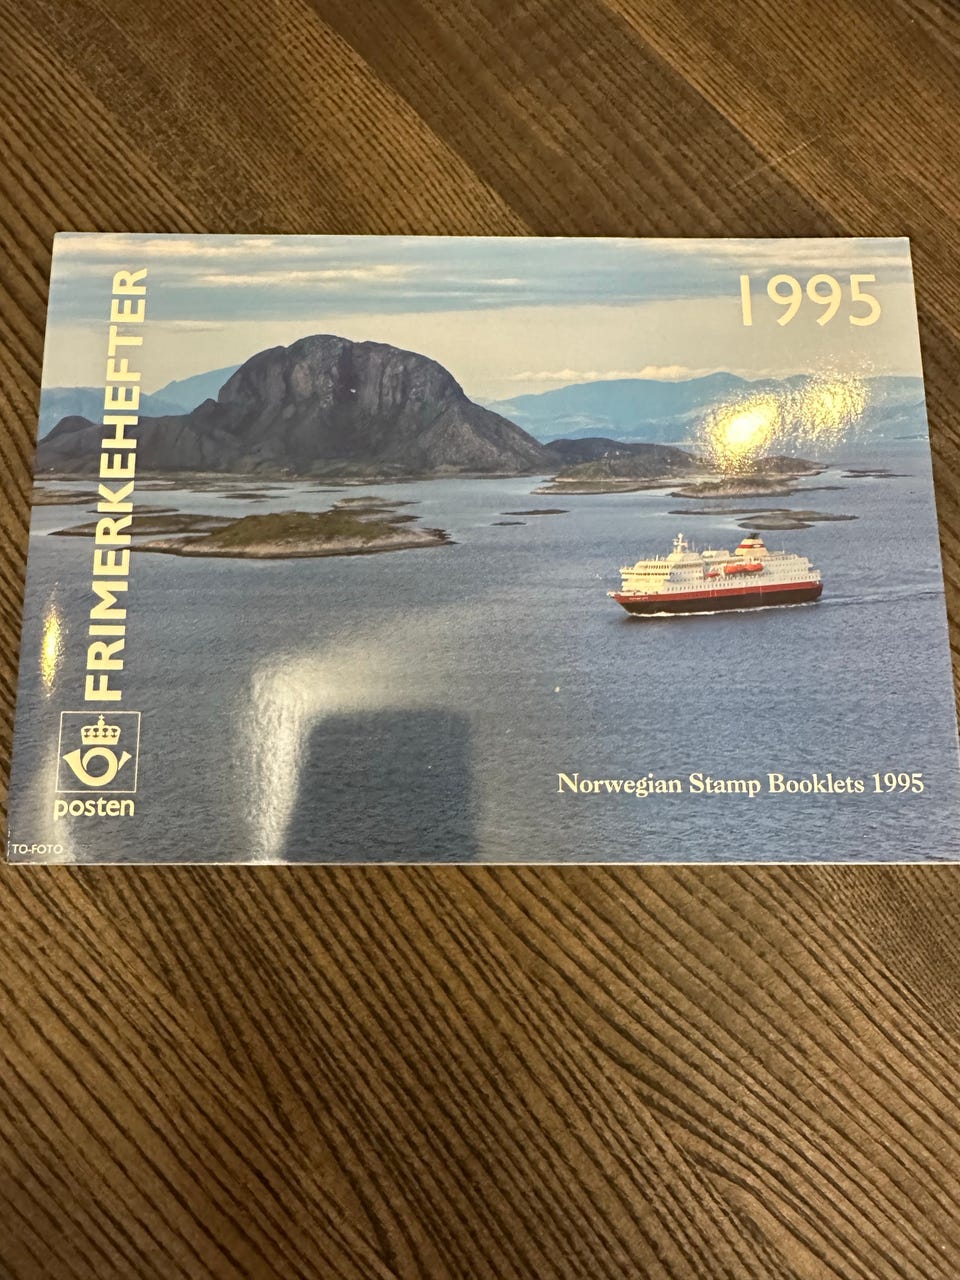 1995
FRIMERKEHEFTER
posten
Norwegian Stamp Booklets 1995
TO-FOTO